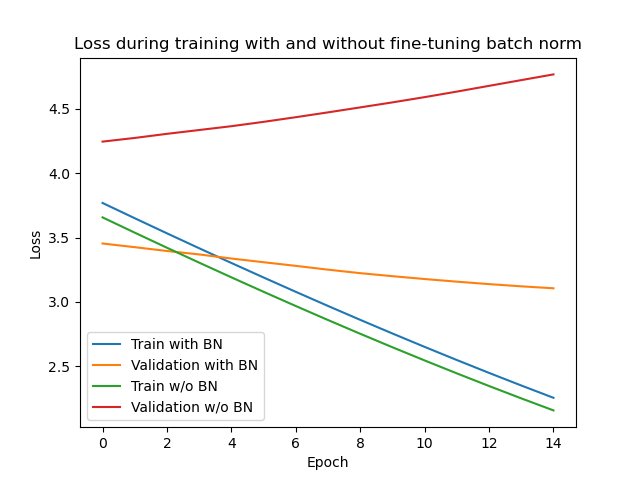 Loss during training with and without fine-tuning batch norm
4.5
4.0
3.5
3.0
2.5
Loss
Train with BN
Validation with BN
Train w/o BN
Validation w/o BN
0 2 4 6 8 10 12 14
Epoch